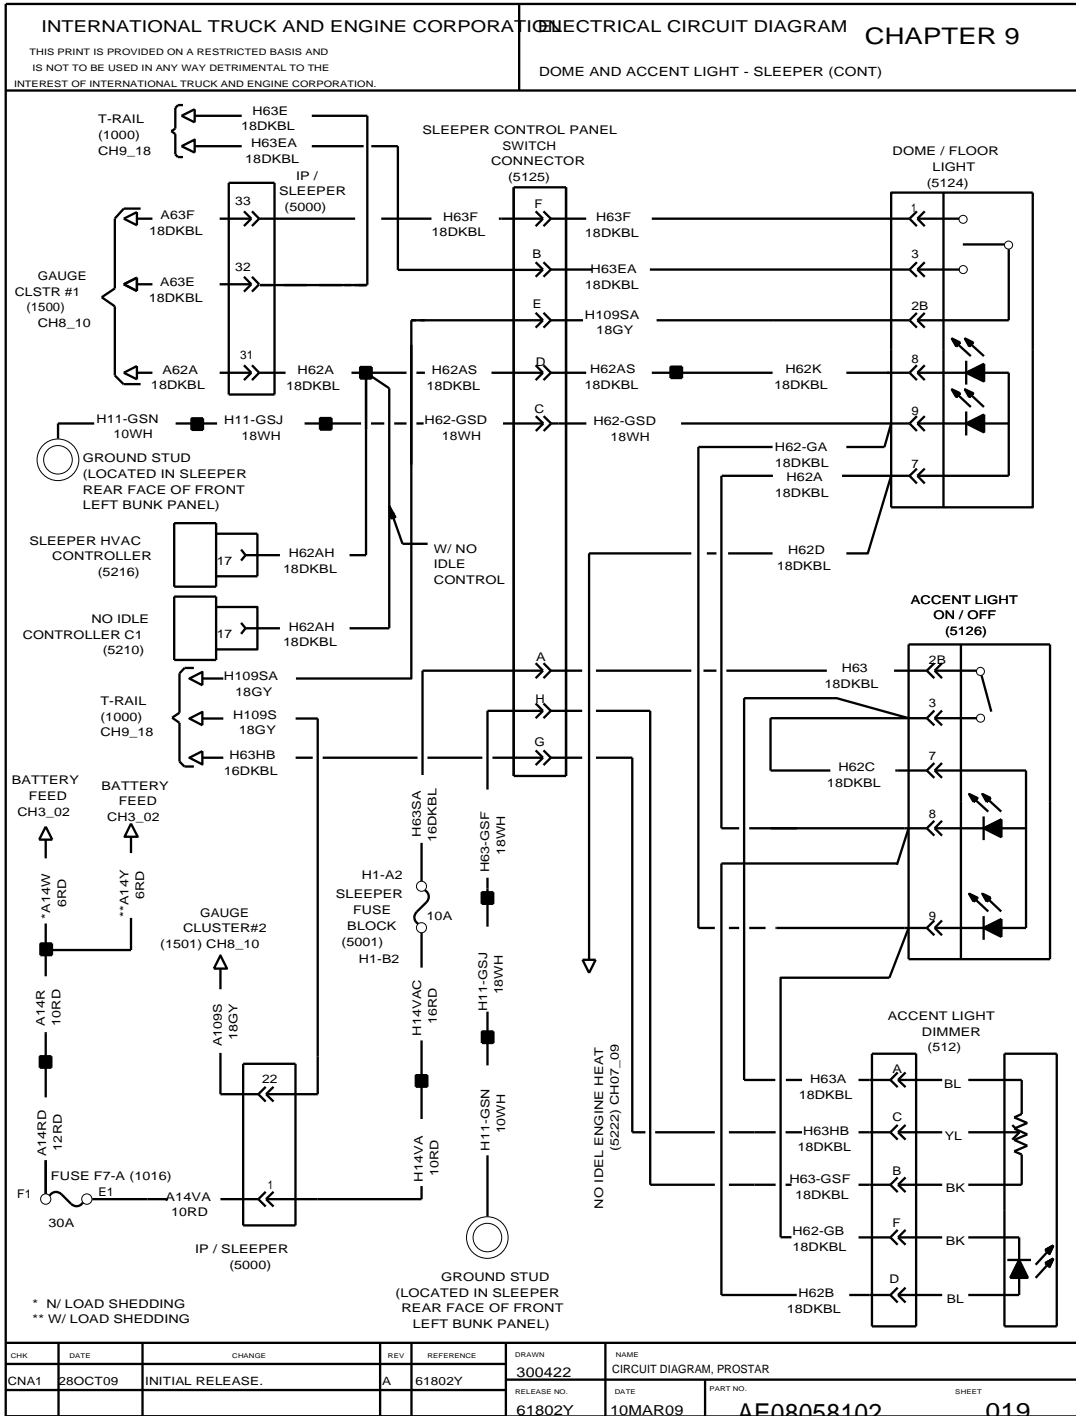 INTERNATIONAL TRUCK AND ENGINE CORPORATION
ELECTRICAL CIRCUIT DIAGRAM
CHAPTER 9
THIS PRINT IS PROVIDED ON A RESTRICTED BASIS AND
IS NOT TO BE USED IN ANY WAY DETRIMENTAL TO THE
INTEREST OF INTERNATIONAL TRUCK AND ENGINE CORPORATION.
DOME AND ACCENT LIGHT - SLEEPER (CONT)
T-RAIL
(1000)
CH9_18
H63E
18DKBL
H63EA
18DKBL
IP /
SLEEPER
(5000)
SLEEPER CONTROL PANEL
SWITCH
CONNECTOR
(5125)
DOME / FLOOR
LIGHT
(5124)
GAUGE
CLSTR #1
(1500)
CH8_10
A63F
18DKBL
33
H63F
18DKBL
F
H63F
18DKBL
1
A63E
18DKBL
32
B
H63EA
18DKBL
3
E
H109SA
18GY
2B
A62A
18DKBL
31
H62A
18DKBL
H62AS
18DKBL
D
H62AS
18DKBL
H62K
18DKBL
8
H11-GSN
10WH
H11-GSJ
18WH
H62-GSD
18WH
C
H62-GSD
18WH
9
H62-GA
18DKBL
H62A
18DKBL
7
GROUND STUD
(LOCATED IN SLEEPER
REAR FACE OF FRONT
LEFT BUNK PANEL)
SLEEPER HVAC
CONTROLLER
(5216)
17
H62AH
18DKBL
W/ NO
IDLE
CONTROL
H62D
18DKBL
NO IDLE
CONTROLLER C1
(5210)
17
H62AH
18DKBL
ACCENT LIGHT
ON / OFF
(5126)
T-RAIL
(1000)
CH9_18
H109SA
18GY
H109S
18GY
H63HB
16DKBL
A
H
G
H63
18DKBL
2B
3
H62C
18DKBL
7
8
9
BATTERY
FEED
CH3_02
BATTERY
FEED
CH3_02
*A14W
6RD
**A14Y
6RD
H63SA
16DKBL
H63-GSF
18WH
H1-A2
SLEEPER
FUSE
BLOCK
(5001)
H1-B2
10A
GAUGE
CLUSTER#2
(1501) CH8_10
A14R
10RD
A109S
18GY
H14VAC
16RD
H11-GSJ
18WH
A14RD
12RD
22
H14VA
10RD
H11-GSN
10WH
NO IDEL ENGINE HEAT
(5222) CH07_09
FUSE F7-A (1016)
F1
E1
30A
A14VA
10RD
1
IP / SLEEPER
(5000)
GROUND STUD
(LOCATED IN SLEEPER
REAR FACE OF FRONT
LEFT BUNK PANEL)
ACCENT LIGHT
DIMMER
(512)
H63A
18DKBL
A
BL
H63HB
18DKBL
C
YL
H63-GSF
18DKBL
B
BK
H62-GB
18DKBL
F
BK
H62B
18DKBL
D
BL
* N/ LOAD SHEDDING
** W/ LOAD SHEDDING
CHK DATE CHANGE REV REFERENCE
CNA1 28OCT09 INITIAL RELEASE. A 61802Y
DRAWN
300422
NAME
CIRCUIT DIAGRAM, PROSTAR
RELEASE NO.
61802Y
DATE
10MAR09
PART NO.
AE08058102
SHEET
019